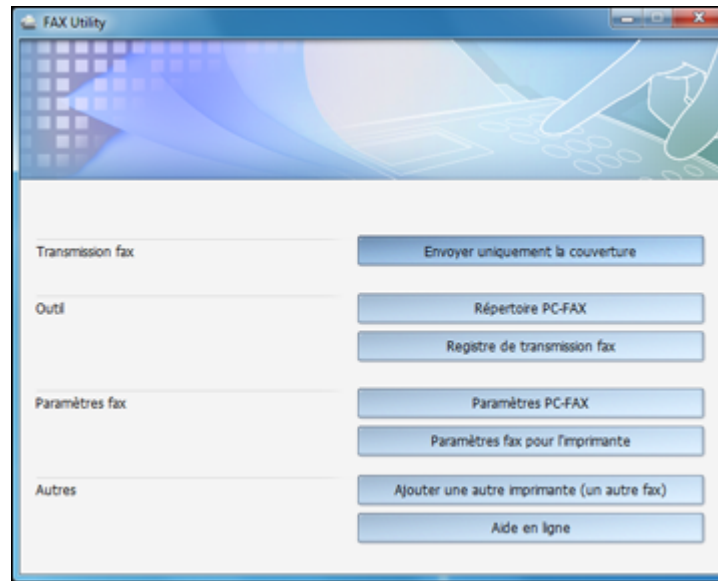 FAX Utility
Transmission fax
Envoyer uniquement la couverture
Outil
Répertoire PC-FAX
Registre de transmission fax
Paramètres fax
Paramètres PC-FAX
Paramètres fax pour l'imprimante
Autres
Ajouter une autre imprimante (un autre fax)
Aide en ligne